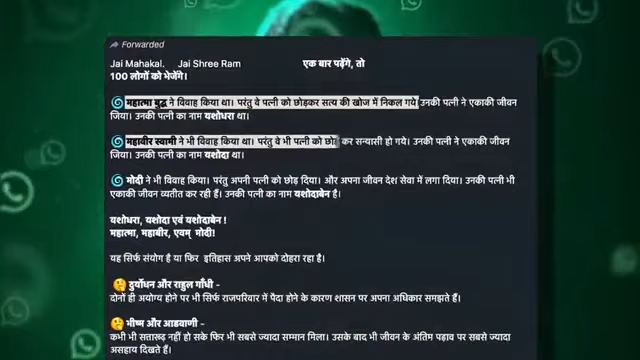 Forwarded
Jai Mahakal. Jai Shree Ram एक बार पढ़ेंगे, तो
100 लोगों को भेजेंगे।
🌀 महात्मा बुद्ध ने विवाह किया था। परंतु वे पत्नी को छोड़कर सत्य की खोज में निकल गये उनकी पत्नी ने एकाकी जीवन
जिया। उनकी पत्नी का नाम यशोधरा था।
🌀 महावीर स्वामी ने भी विवाह किया था। परंतु वे भी पत्नी को छोड़ कर सन्यासी हो गये। उनकी पत्नी ने एकाकी जीवन
जिया। उनकी पत्नी का नाम यशोदा था।
🌀 मोदी ने भी विवाह किया। परंतु अपनी पत्नी को छोड़ दिया। और अपना जीवन देश सेवा में लगा दिया। उनकी पत्नी भी
एकाकी जीवन व्यतीत कर रही हैं। उनकी पत्नी का नाम यशोदाबेन है।
यशोधरा, यशोदा एवं यशोदाबेन !
महात्मा, महाबीर, एवम् मोदी!
यह सिर्फ संयोग है या फिर इतिहास अपने आपको दोहरा रहा है।
🤔 दुर्योधन और राहुल गाँधी -
दोनों ही अयोग्य होने पर भी सिर्फ राजपरिवार में पैदा होने के कारण शासन पर अपना अधिकार समझते हैं।
🤔 भीष्म और आडवाणी -
कभी भी सत्तारूढ़ नहीं हो सके फिर भी सबसे ज्यादा सम्मान मिला। उसके बाद भी जीवन के अंतिम पड़ाव पर सबसे ज्यादा
असहाय दिखते हैं।